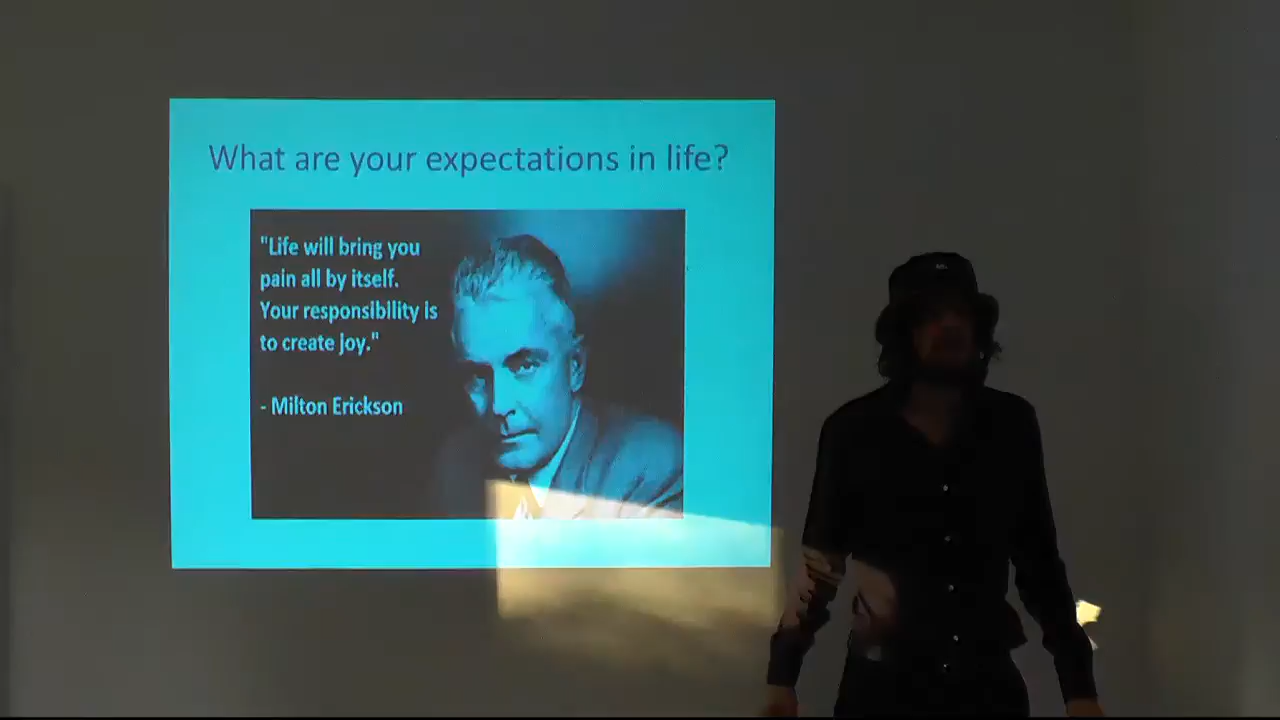 What are your expectations in life?
"Life will bring you
pain all by itself.
Your responsibility is
to create joy."
- Milton Erickson